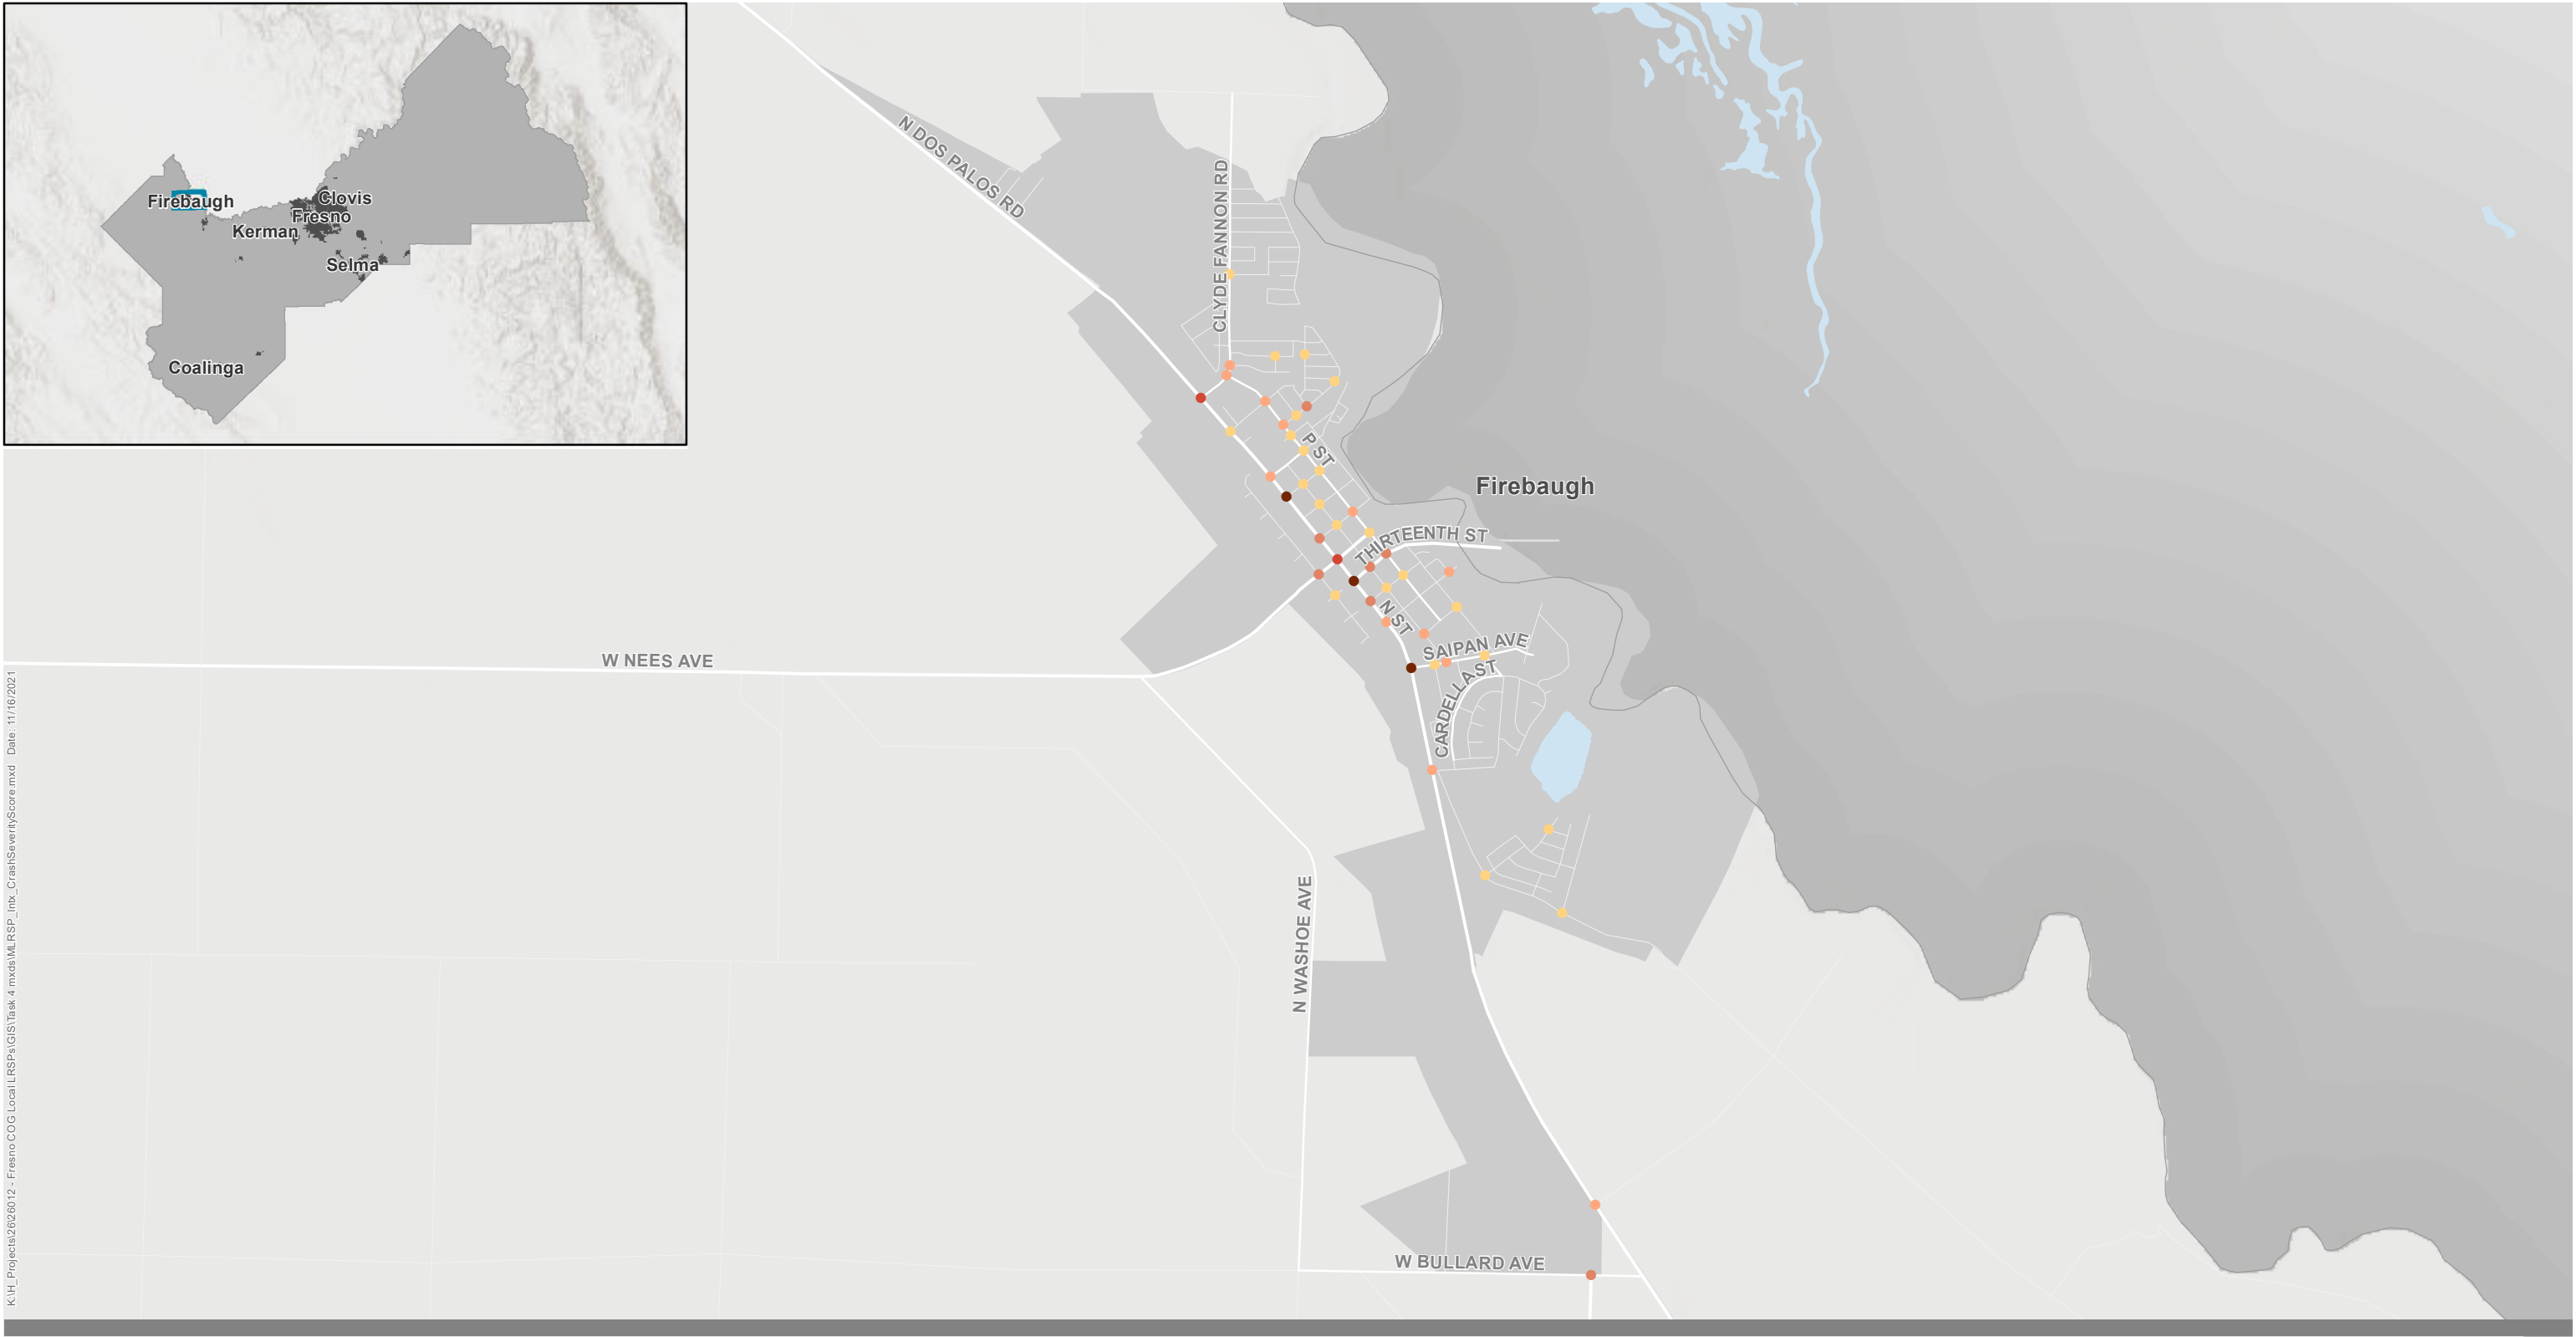 Firebaugh
Clovis
Fresno
Kerman
Selma
Coalinga
N DOS PALOS RD
CLYDE FANNON RD
P ST
Firebaugh
THIRTEENTH ST
N ST
SAIPAN AVE
CARDELLA ST
W NEES AVE
N WASHOE AVE
W BULLARD AVE
K:\H_Projects\26\26012 - Fresno COG Local LRSPs\GIS\Task 4 mxds\MLRSP_Intx_CrashSeverityScore.mxd Date: 11/16/2021